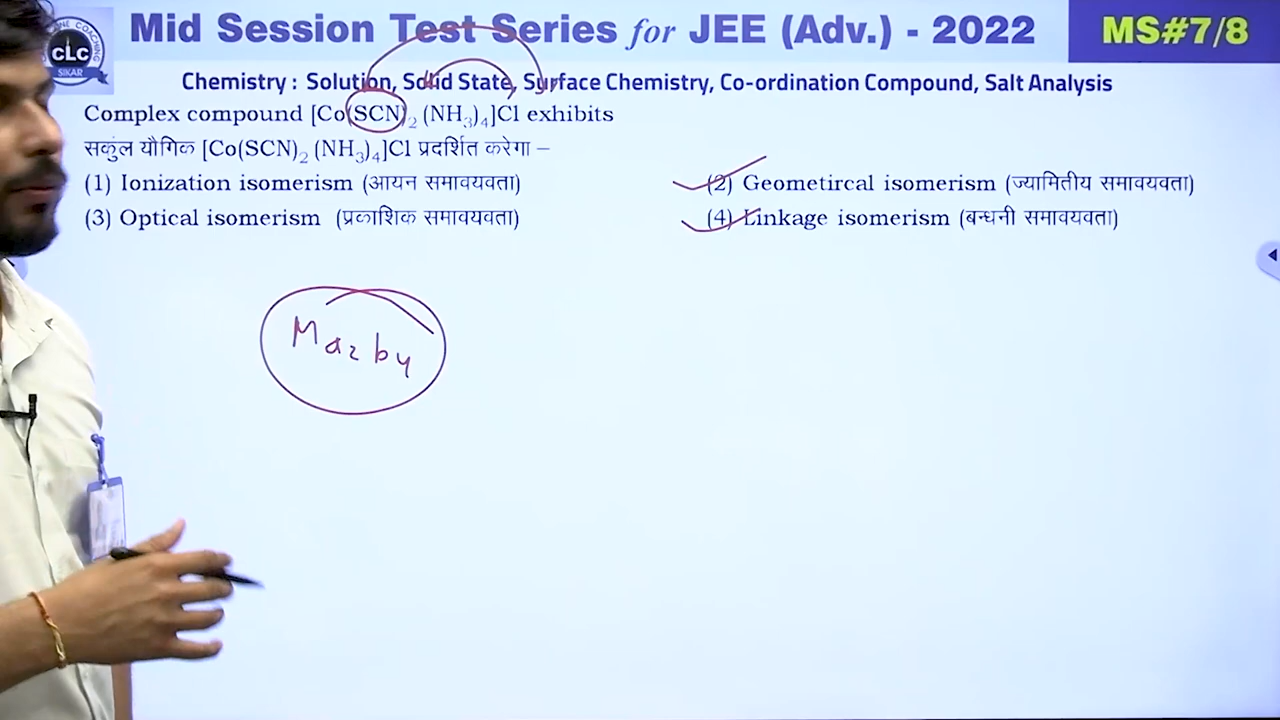 Mid Session Test Series for JEE (Adv.) - 2022
MS#7/8
CLC
SIKAR
Chemistry : Solution, Solid State, Surface Chemistry, Co-ordination Compound, Salt Analysis
Complex compound [Co(SCN)₂ (NH₃)₄]Cl exhibits
सकुंल यौगिक [Co(SCN)₂ (NH₃)₄]Cl प्रदर्शित करेगा –
(1) Ionization isomerism (आयन समावयवता)
(2) Geometircal isomerism (ज्यामितीय समावयवता)
(3) Optical isomerism (प्रकाशिक समावयवता)
(4) Linkage isomerism (बन्धनी समावयवता)
Ma₂b₄